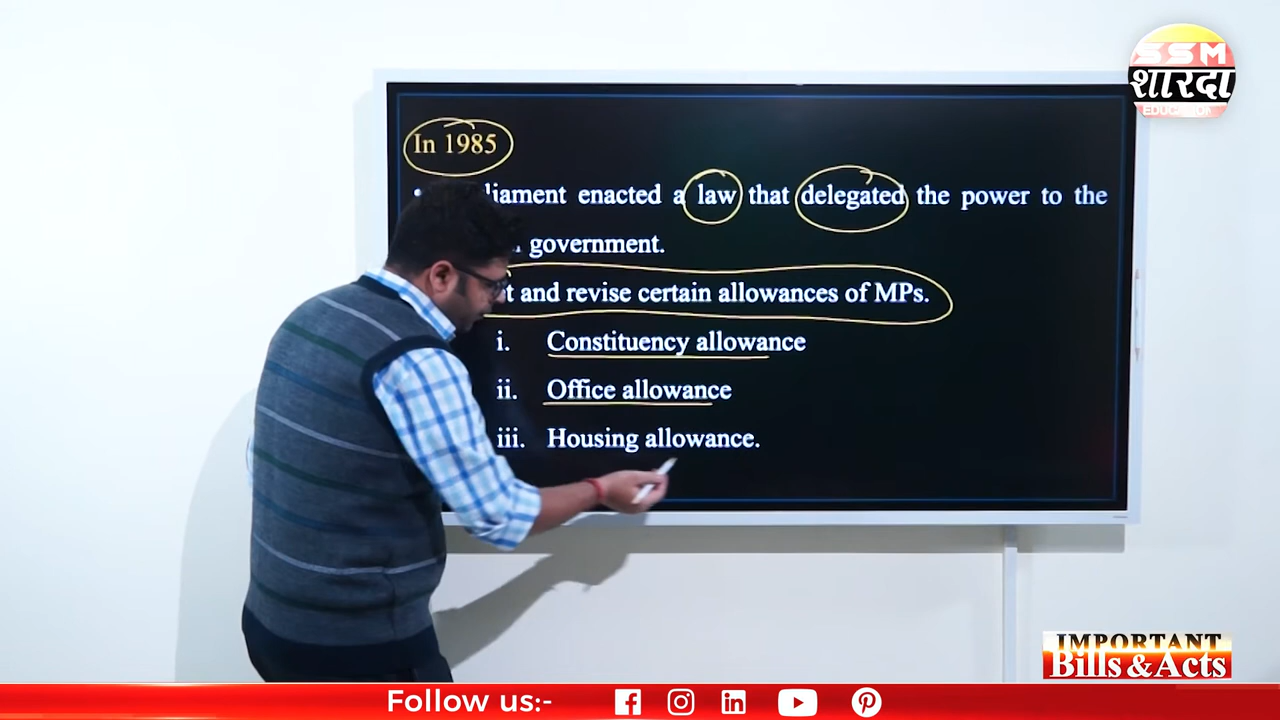 SSM
शारदा
EDUCATION
In 1985
enacted a law that delegated the power to the
government.
and revise certain allowances of MPs.
i. Constituency allowance
ii. Office allowance
iii. Housing allowance.
IMPORTANT
Bills & Acts
Follow us:-